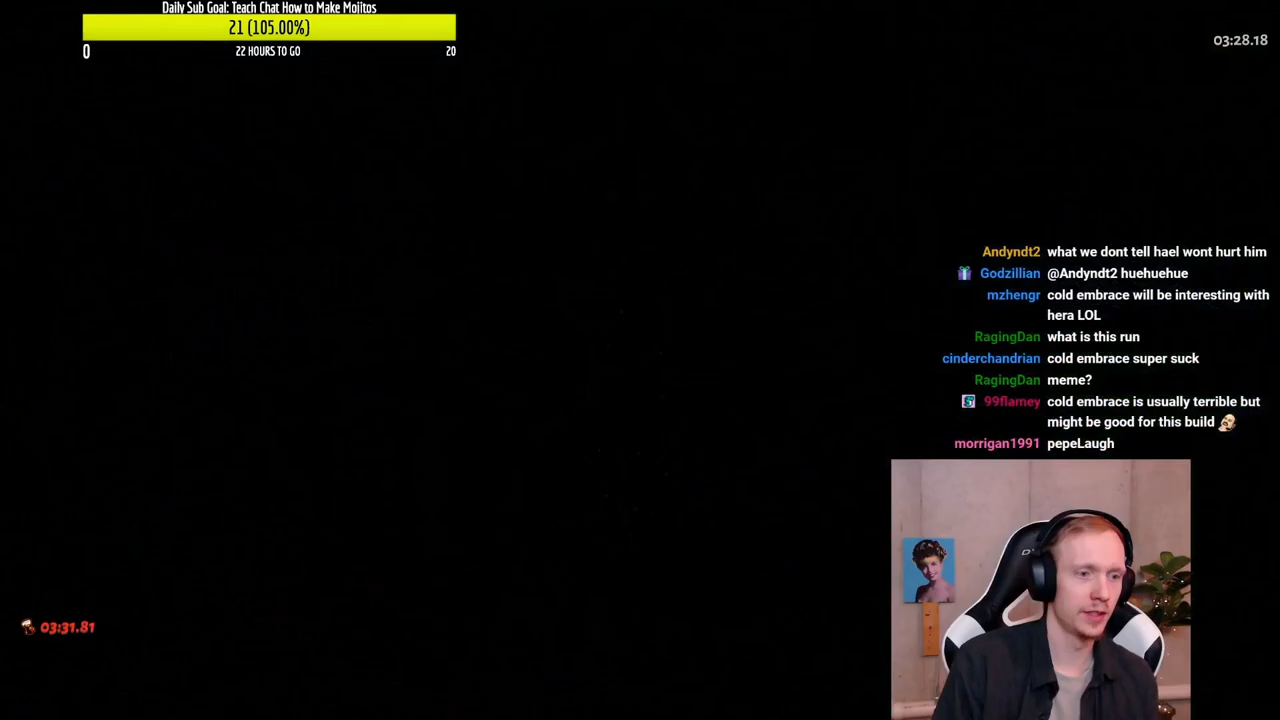 Daily Sub Goal: Teach Chat How to Make Mojitos
21 (105.00%)
0 22 HOURS TO GO 20
03:28.18
Andyndt2 what we dont tell hael wont hurt him
Godzillian @Andyndt2 huehuehue
mzhengr cold embrace will be interesting with
hera LOL
RagingDan what is this run
cinderchandrian cold embrace super suck
RagingDan meme?
99flamey cold embrace is usually terrible but
might be good for this build
morrigan1991 pepeLaugh
03:31.81